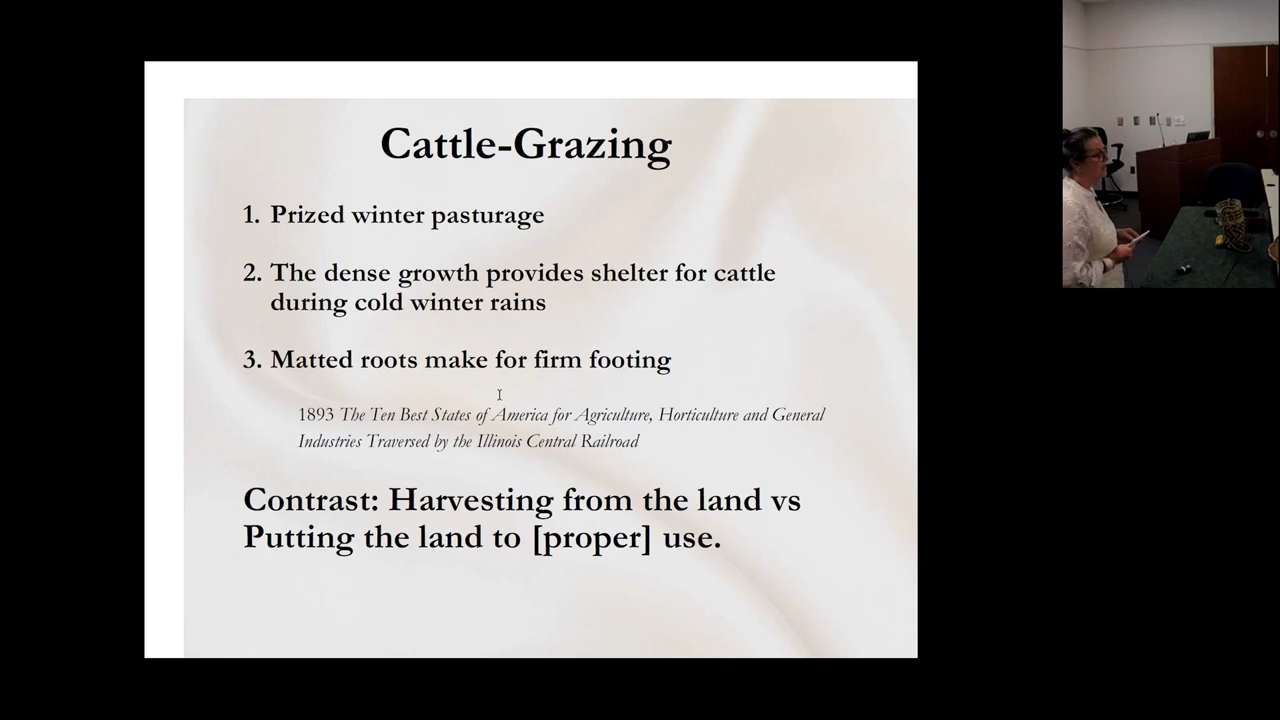 Cattle-Grazing
1. Prized winter pasturage
2. The dense growth provides shelter for cattle
during cold winter rains
3. Matted roots make for firm footing
1893 The Ten Best States of America for Agriculture, Horticulture and General
Industries Traversed by the Illinois Central Railroad
Contrast: Harvesting from the land vs
Putting the land to [proper] use.